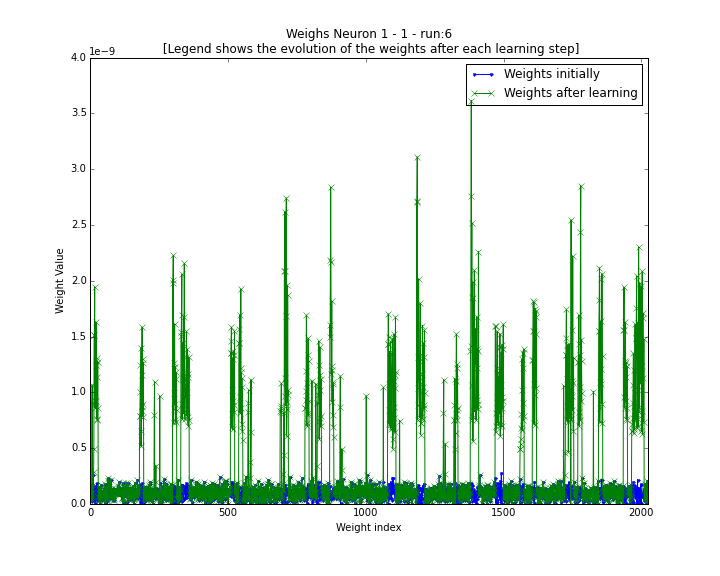 Weighs Neuron 1 - 1 - run:6
[Legend shows the evolution of the weights after each learning step]
1e−9
Weights initially
Weights after learning
4.0
3.5
3.0
2.5
2.0
1.5
1.0
0.5
0.0
Weight Value
0 500 1000 1500 2000
Weight index